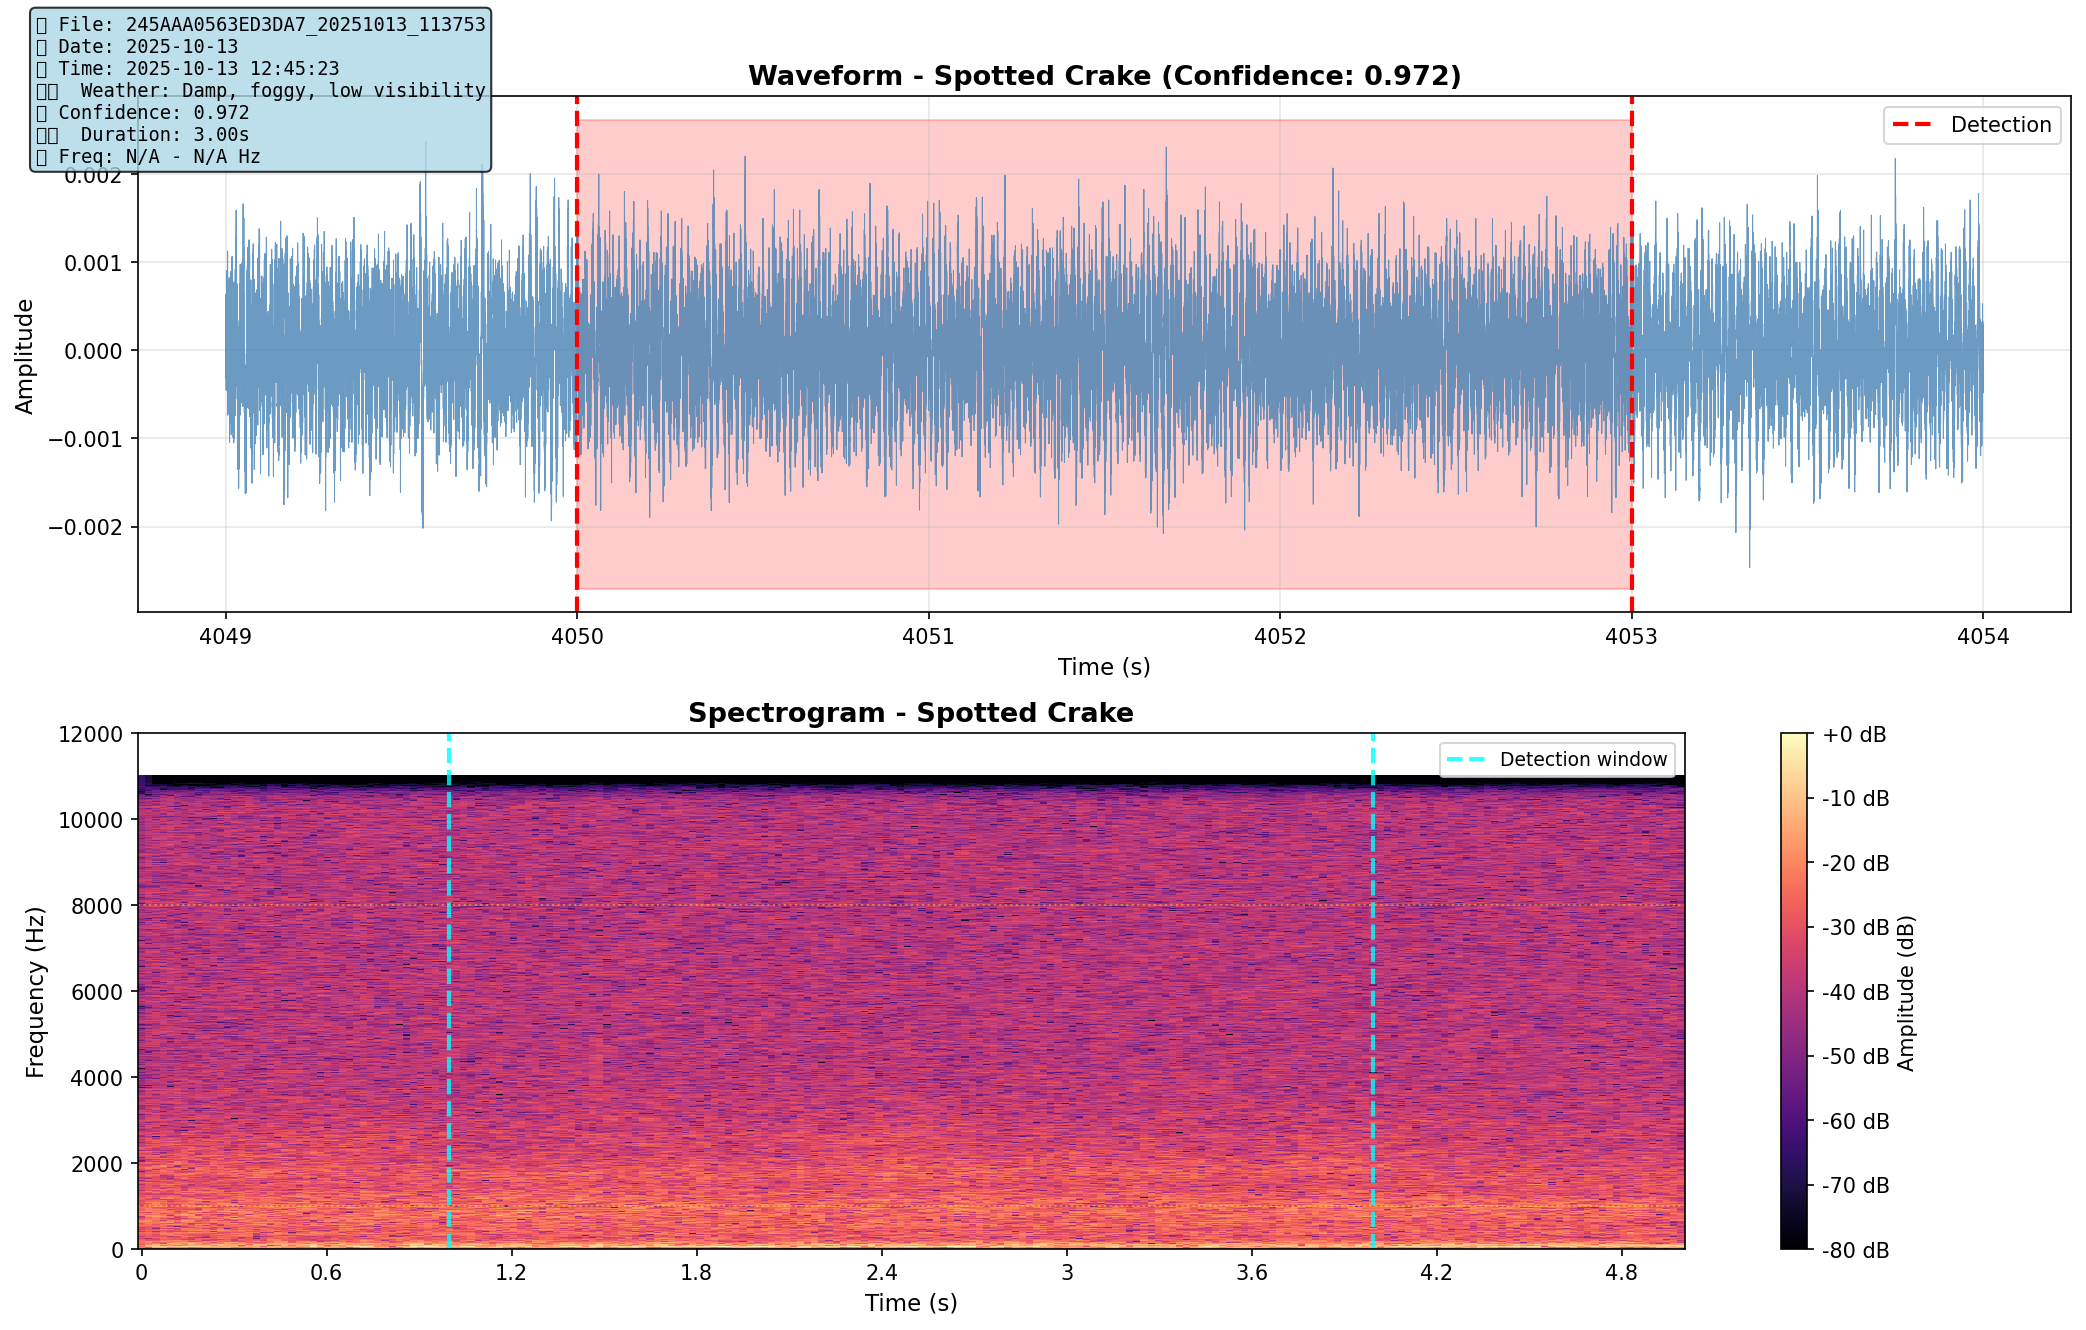 ▯ File: 245AAA0563ED3DA7_20251013_113753
▯ Date: 2025-10-13
▯ Time: 2025-10-13 12:45:23
▯▯ Weather: Damp, foggy, low visibility
▯ Confidence: 0.972
▯▯ Duration: 3.00s
▯ Freq: N/A - N/A Hz
Waveform - Spotted Crake (Confidence: 0.972)
Detection
Amplitude
0.002
0.001
0.000
−0.001
−0.002
4049 4050 4051 4052 4053 4054
Time (s)
Spectrogram - Spotted Crake
Detection window
Frequency (Hz)
12000
10000
8000
6000
4000
2000
0
0 0.6 1.2 1.8 2.4 3 3.6 4.2 4.8
Time (s)
+0 dB
-10 dB
-20 dB
-30 dB
-40 dB
-50 dB
-60 dB
-70 dB
-80 dB
Amplitude (dB)